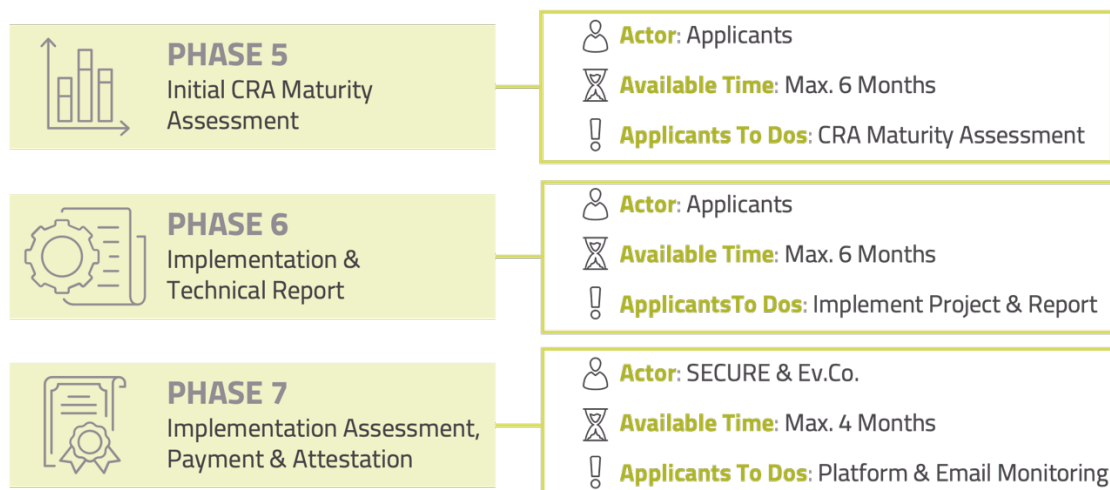 PHASE 5
Initial CRA Maturity
Assessment
Actor: Applicants
Available Time: Max. 6 Months
Applicants To Dos: CRA Maturity Assessment
PHASE 6
Implementation &
Technical Report
Actor: Applicants
Available Time: Max. 6 Months
ApplicantsTo Dos: Implement Project & Report
PHASE 7
Implementation Assessment,
Payment & Attestation
Actor: SECURE & Ev.Co.
Available Time: Max. 4 Months
Applicants To Dos: Platform & Email Monitoring